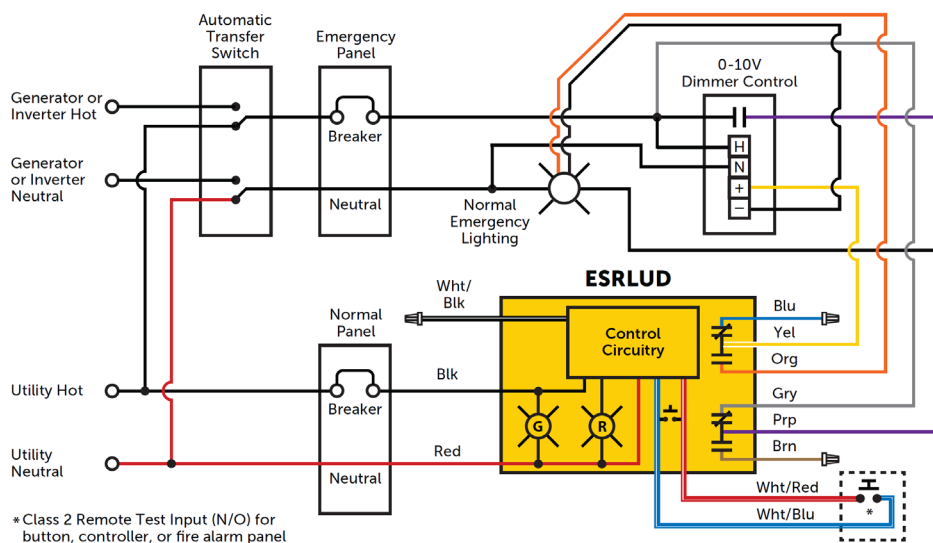 Automatic
Transfer
Switch
Emergency
Panel
0-10V
Dimmer Control
Generator or
Inverter Hot
Breaker
H
N
+
–
Generator
or Inverter
Neutral
Neutral
Normal
Emergency
Lighting
ESRLUD
Wht/
Blk
Normal
Panel
Control
Circuitry
Blu
Yel
Org
Utility Hot
Breaker
Blk
G
R
Gry
Prp
Brn
Utility
Neutral
Neutral
Red
Wht/Red
Wht/Blu
*
* Class 2 Remote Test Input (N/O) for
button, controller, or fire alarm panel